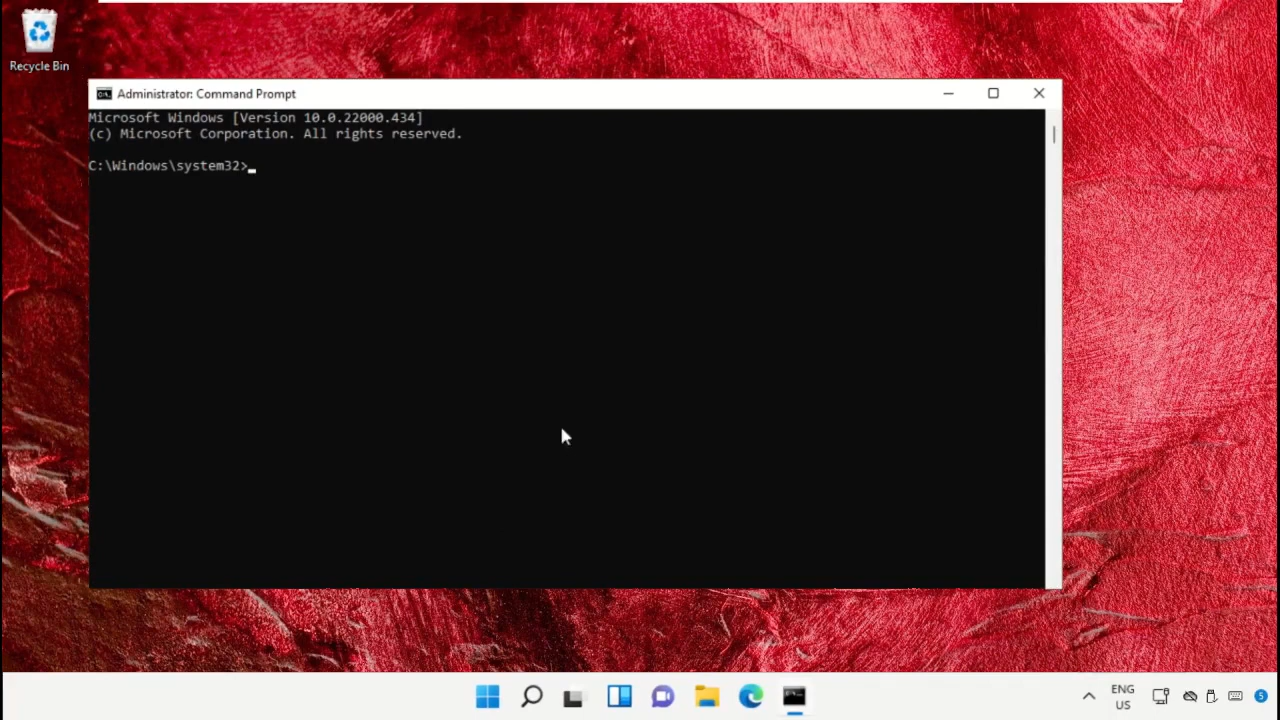 Recycle Bin
Administrator: Command Prompt
Microsoft Windows [Version 10.0.22000.434]
(c) Microsoft Corporation. All rights reserved.
C:\Windows\system32>
ENG
US
5